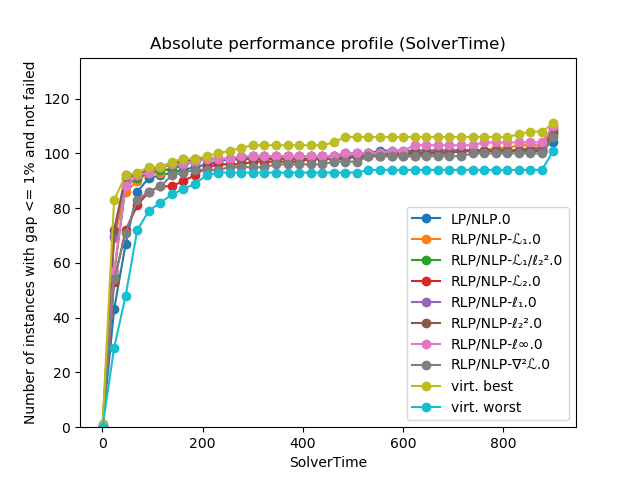 Absolute performance profile (SolverTime)
Number of instances with gap <= 1% and not failed
120
100
80
60
40
20
0
0 200 400 600 800
SolverTime
LP/NLP.0
RLP/NLP-ℒ₁.0
RLP/NLP-ℒ₁/ℓ₂².0
RLP/NLP-ℒ₂.0
RLP/NLP-ℓ₁.0
RLP/NLP-ℓ₂².0
RLP/NLP-ℓ∞.0
RLP/NLP-∇²ℒ.0
virt. best
virt. worst